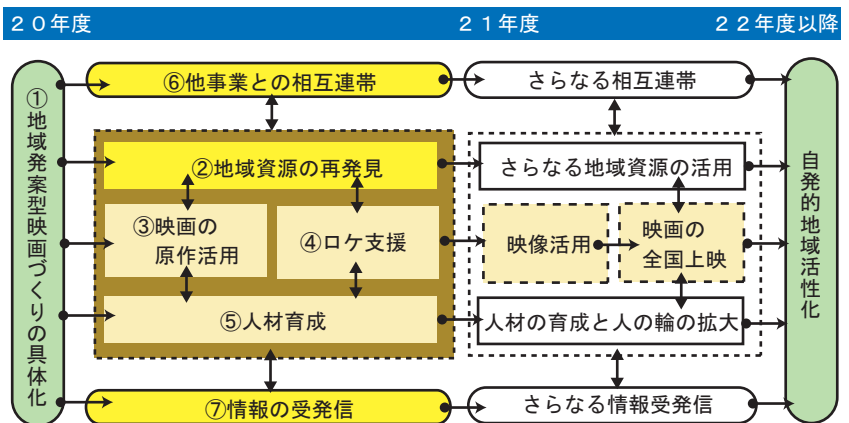 ２０年度
２１年度
２２年度以降
①地域発案型映画づくりの具体化
⑥他事業との相互連帯
さらなる相互連帯
②地域資源の再発見
さらなる地域資源の活用
③映画の
原作活用
④ロケ支援
映像活用
映画の
全国上映
⑤人材育成
人材の育成と人の輪の拡大
⑦情報の受発信
さらなる情報受発信
自発的地域活性化